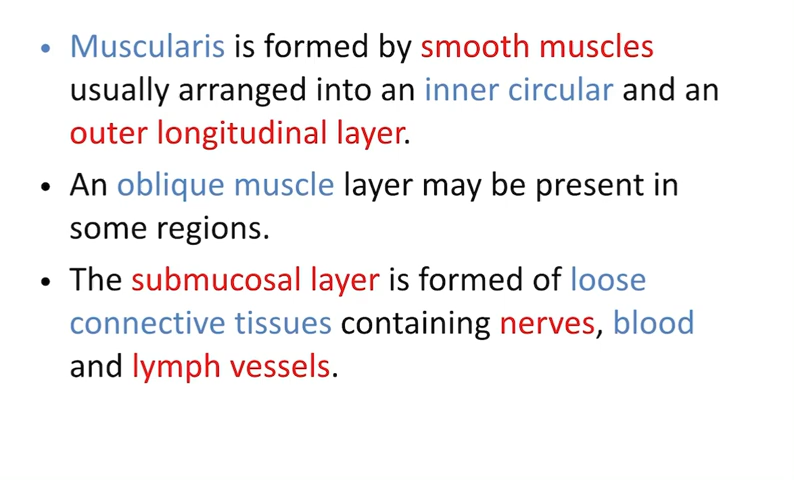 • Muscularis is formed by smooth muscles
usually arranged into an inner circular and an
outer longitudinal layer.
• An oblique muscle layer may be present in
some regions.
• The submucosal layer is formed of loose
connective tissues containing nerves, blood
and lymph vessels.